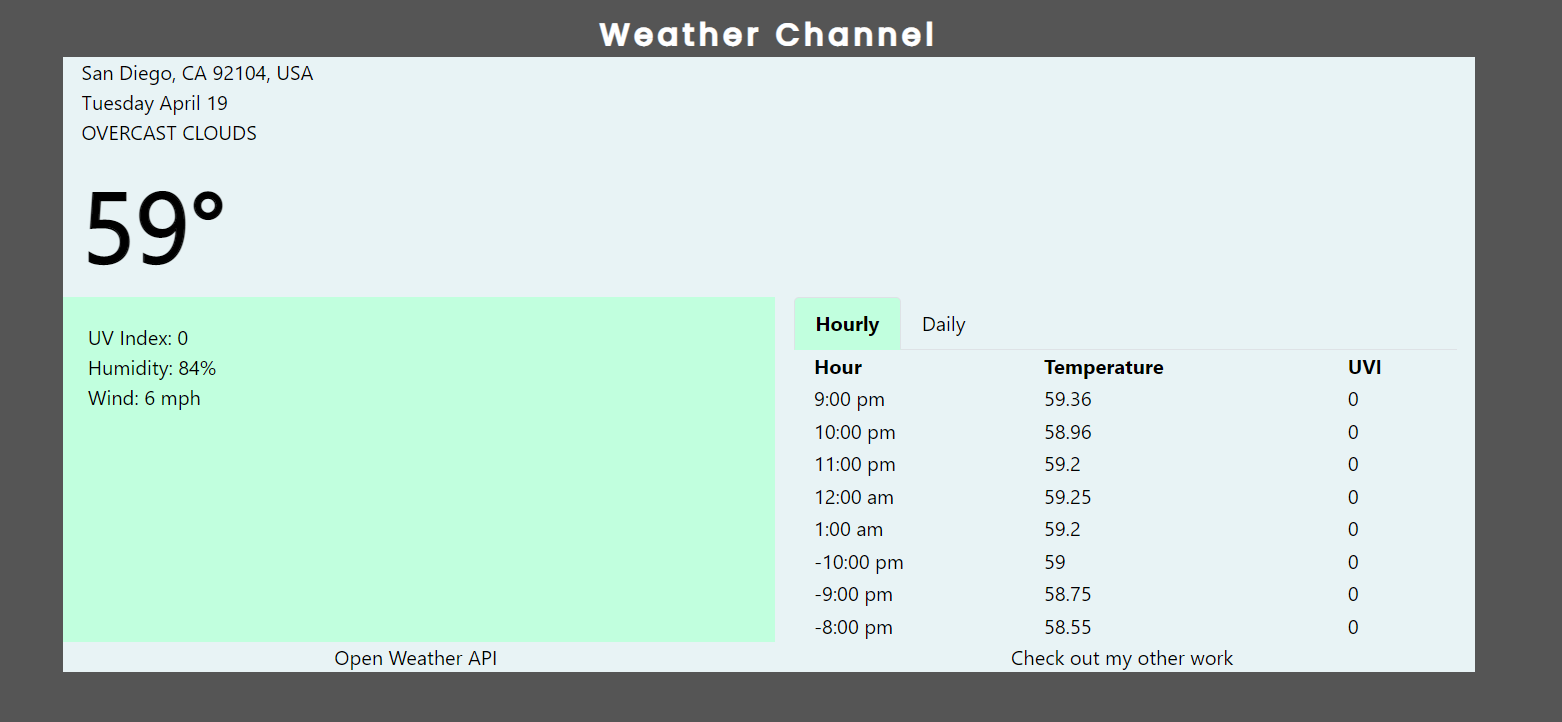 Weather Channel
San Diego, CA 92104, USA
Tuesday April 19
OVERCAST CLOUDS
59°
UV Index: 0
Humidity: 84%
Wind: 6 mph
Hourly Daily
Hour Temperature UVI
9:00 pm 59.36 0
10:00 pm 58.96 0
11:00 pm 59.2 0
12:00 am 59.25 0
1:00 am 59.2 0
-10:00 pm 59 0
-9:00 pm 58.75 0
-8:00 pm 58.55 0
Open Weather API Check out my other work